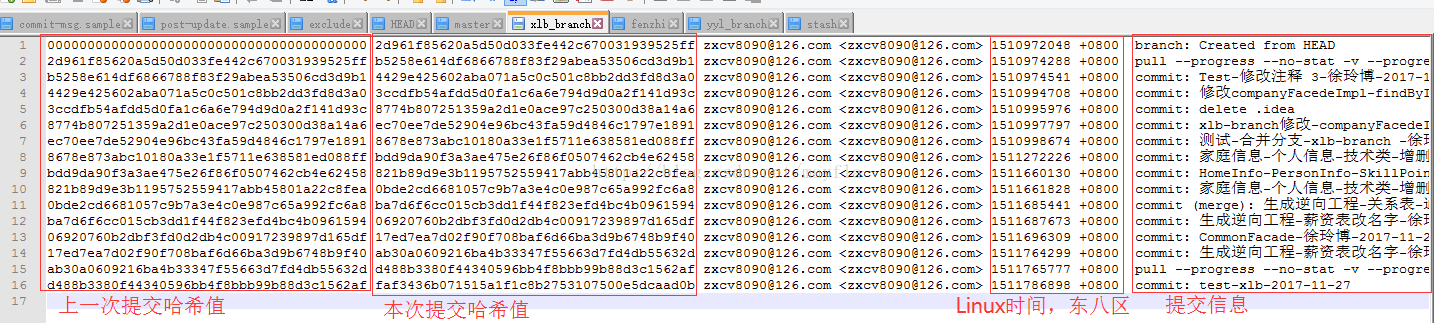 commit-msg.sample post-update.sample exclude HEAD master xlb_branch fenzhi yyl_branch stash
1 0000000000000000000000000000000000000000 2d961f85620a5d50d033fe442c670031939525ff zxcv8090@126.com <zxcv8090@126.com> 1510972048 +0800 branch: Created from HEAD
2 2d961f85620a5d50d033fe442c670031939525ff b5258e614df6866788f83f29abea53506cd3d9b1 zxcv8090@126.com <zxcv8090@126.com> 1510974288 +0800 pull --progress --no-stat -v --progre
3 b5258e614df6866788f83f29abea53506cd3d9b1 4429e425602aba071a5c0c501c8bb2dd3fd8d3a0 zxcv8090@126.com <zxcv8090@126.com> 1510974541 +0800 commit: Test-修改注释 3-徐玲博-2017-1
4 4429e425602aba071a5c0c501c8bb2dd3fd8d3a0 3ccdfb54afdd5d0fa1c6a6e794d9d0a2f141d93c zxcv8090@126.com <zxcv8090@126.com> 1510994708 +0800 commit: 修改companyFacedeImpl-findByI
5 3ccdfb54afdd5d0fa1c6a6e794d9d0a2f141d93c 8774b807251359a2d1e0ace97c250300d38a14a6 zxcv8090@126.com <zxcv8090@126.com> 1510995976 +0800 commit: delete .idea
6 8774b807251359a2d1e0ace97c250300d38a14a6 ec70ee7de52904e96bc43fa59d4846c1797e1891 zxcv8090@126.com <zxcv8090@126.com> 1510997797 +0800 commit: xlb-branch修改-companyFacedeI
7 ec70ee7de52904e96bc43fa59d4846c1797e1891 8678e873abc10180a33e1f5711e638581ed088ff zxcv8090@126.com <zxcv8090@126.com> 1510998674 +0800 commit: 测试-合并分支-xlb-branch -徐玲
8 8678e873abc10180a33e1f5711e638581ed088ff bdd9da90f3a3ae475e26f86f0507462cb4e62458 zxcv8090@126.com <zxcv8090@126.com> 1511272226 +0800 commit: 家庭信息-个人信息-技术类-增删
9 bdd9da90f3a3ae475e26f86f0507462cb4e62458 821b89d9e3b1195752559417abb45801a22c8fea zxcv8090@126.com <zxcv8090@126.com> 1511660130 +0800 commit: HomeInfo-PersonInfo-SkillPoin
10 821b89d9e3b1195752559417abb45801a22c8fea 0bde2cd6681057c9b7a3e4c0e987c65a992fc6a8 zxcv8090@126.com <zxcv8090@126.com> 1511661828 +0800 commit: 家庭信息-个人信息-技术类-增删
11 0bde2cd6681057c9b7a3e4c0e987c65a992fc6a8 ba7d6f6cc015cb3dd1f44f823efd4bc4b0961594 zxcv8090@126.com <zxcv8090@126.com> 1511685441 +0800 commit (merge): 生成逆向工程-关系表-
12 ba7d6f6cc015cb3dd1f44f823efd4bc4b0961594 06920760b2dbf3fd0d2db4c00917239897d165df zxcv8090@126.com <zxcv8090@126.com> 1511687673 +0800 commit: 生成逆向工程-薪资表改名字-徐玲
13 06920760b2dbf3fd0d2db4c00917239897d165df 17ed7ea7d02f90f708baf6d66ba3d9b6748b9f40 zxcv8090@126.com <zxcv8090@126.com> 1511696309 +0800 commit: CommonFacade-徐玲博-2017-11-2
14 17ed7ea7d02f90f708baf6d66ba3d9b6748b9f40 ab30a0609216ba4b33347f55663d7fd4db55632d zxcv8090@126.com <zxcv8090@126.com> 1511764299 +0800 commit: 生成逆向工程-薪资表改名字-徐玲
15 ab30a0609216ba4b33347f55663d7fd4db55632d d488b3380f44340596bb4f8bbb99b88d3c1562af zxcv8090@126.com <zxcv8090@126.com> 1511765777 +0800 pull --progress --no-stat -v --progre
16 d488b3380f44340596bb4f8bbb99b88d3c1562af faf3436b071515a1f1c8b2753107500e5dcaad0b zxcv8090@126.com <zxcv8090@126.com> 1511786898 +0800 commit: test-xlb-2017-11-27
17
上一次提交哈希值 本次提交哈希值 Linux时间，东八区 提交信息